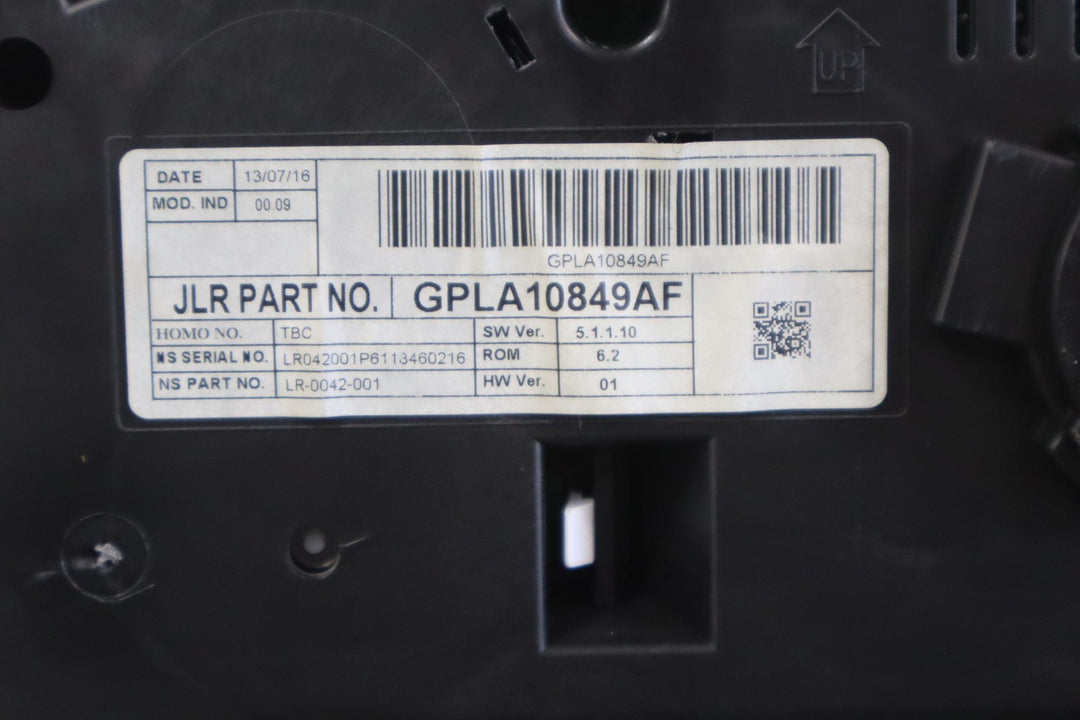 UP
DATE 13/07/16
MOD. IND 00.09
GPLA10849AF
JLR PART NO. GPLA10849AF
HOMO NO. TBC SW Ver. 5.1.1.10
NS SERIAL NO. LR042001P6113460216 ROM 6.2
NS PART NO. LR-0042-001 HW Ver. 01